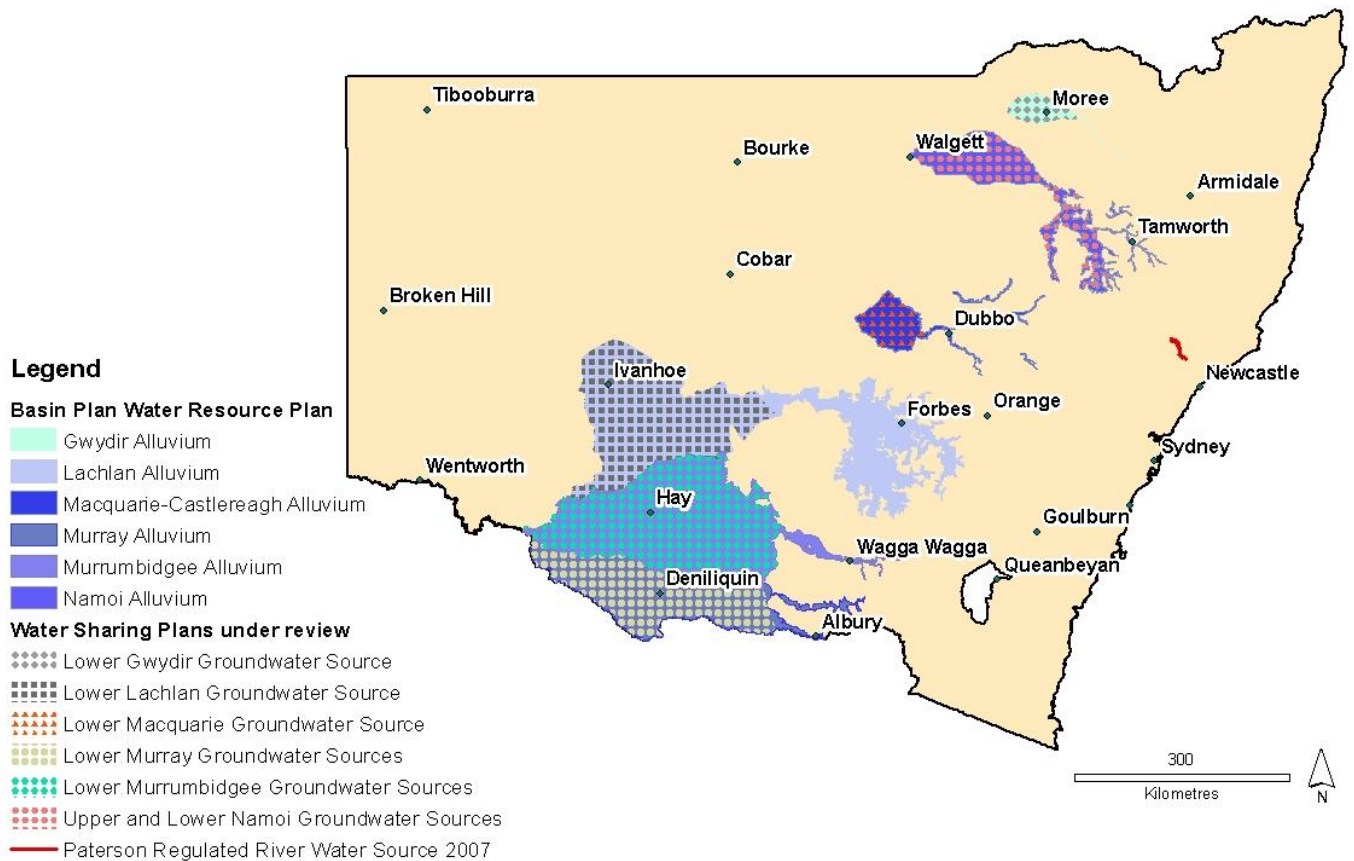 Tibooburra
Moree
Bourke
Walgett
Armidale
Tamworth
Cobar
Broken Hill
Dubbo
Ivanhoe
Newcastle
Forbes
Orange
Sydney
Wentworth
Hay
Goulburn
Wagga Wagga
Queanbeyan
Deniliquin
Albury
Legend
Basin Plan Water Resource Plan
Gwydir Alluvium
Lachlan Alluvium
Macquarie-Castlereagh Alluvium
Murray Alluvium
Murrumbidgee Alluvium
Namoi Alluvium
Water Sharing Plans under review
Lower Gwydir Groundwater Source
Lower Lachlan Groundwater Source
Lower Macquarie Groundwater Source
Lower Murray Groundwater Sources
Lower Murrumbidgee Groundwater Sources
Upper and Lower Namoi Groundwater Sources
Paterson Regulated River Water Source 2007
300
Kilometres
N